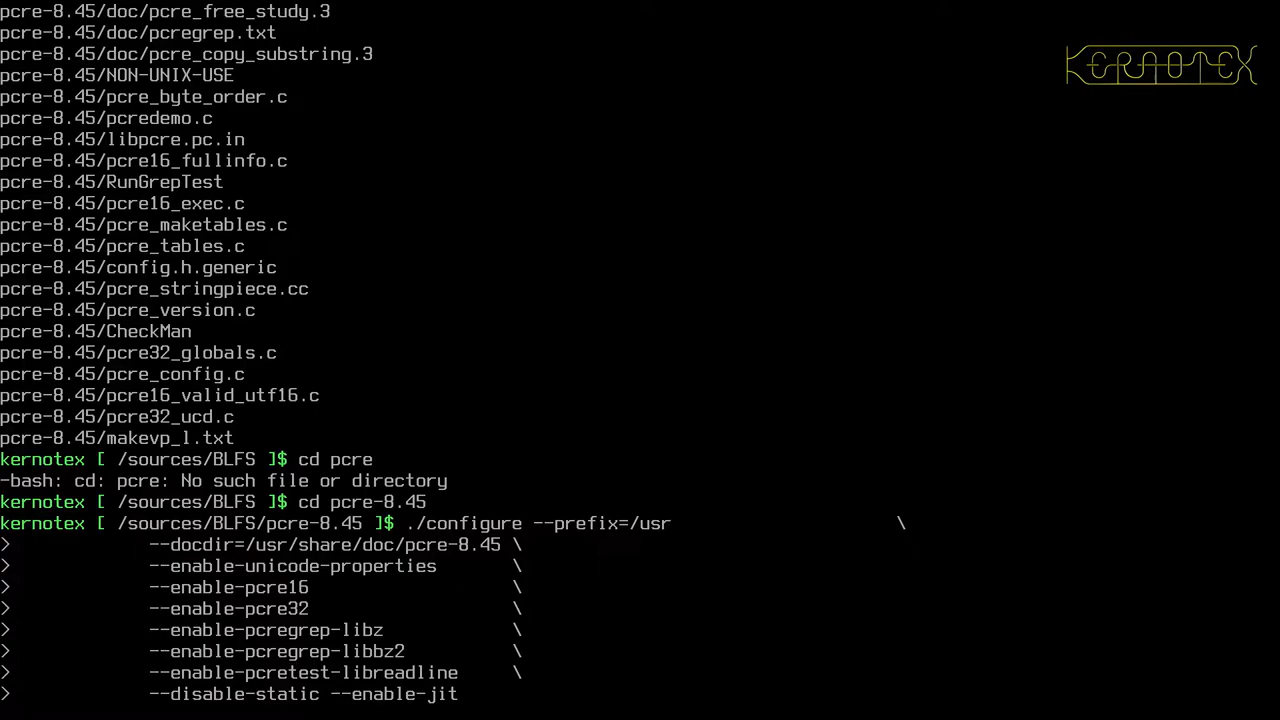 pcre-8.45/doc/pcre_free_study.3
pcre-8.45/doc/pcregrep.txt
pcre-8.45/doc/pcre_copy_substring.3
KERNOTEX
pcre-8.45/NON-UNIX-USE
pcre-8.45/pcre_byte_order.c
pcre-8.45/pcredemo.c
pcre-8.45/libpcre.pc.in
pcre-8.45/pcre16_fullinfo.c
pcre-8.45/RunGrepTest
pcre-8.45/pcre16_exec.c
pcre-8.45/pcre_maketables.c
pcre-8.45/pcre_tables.c
pcre-8.45/config.h.generic
pcre-8.45/pcre_stringpiece.cc
pcre-8.45/pcre_version.c
pcre-8.45/CheckMan
pcre-8.45/pcre32_globals.c
pcre-8.45/pcre_config.c
pcre-8.45/pcre16_valid_utf16.c
pcre-8.45/pcre32_ucd.c
pcre-8.45/makevp_l.txt
kernotex [ /sources/BLFS ]$ cd pcre
-bash: cd: pcre: No such file or directory
kernotex [ /sources/BLFS ]$ cd pcre-8.45
kernotex [ /sources/BLFS/pcre-8.45 ]$ ./configure --prefix=/usr                     \
>             --docdir=/usr/share/doc/pcre-8.45 \
>             --enable-unicode-properties       \
>             --enable-pcre16                   \
>             --enable-pcre32                   \
>             --enable-pcregrep-libz            \
>             --enable-pcregrep-libbz2          \
>             --enable-pcretest-libreadline     \
>             --disable-static --enable-jit